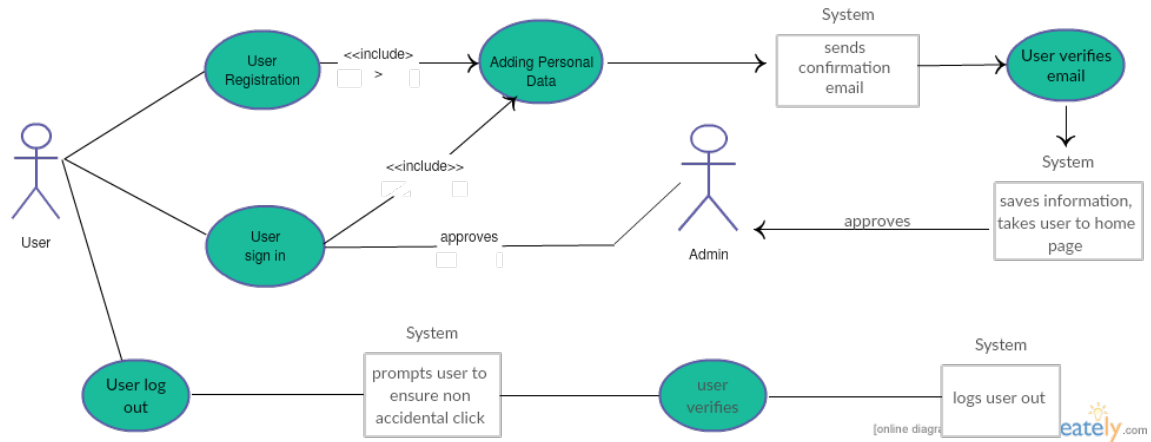 System
User
Registration
<<include>
>
Adding Personal
Data
sends
confirmation
email
User verifies
email
<<include>>
System
saves information,
takes user to home
page
User
User
sign in
approves
Admin
approves
System
System
User log
out
prompts user to
ensure non
accidental click
user
verifies
logs user out
[online diagra
eately.com